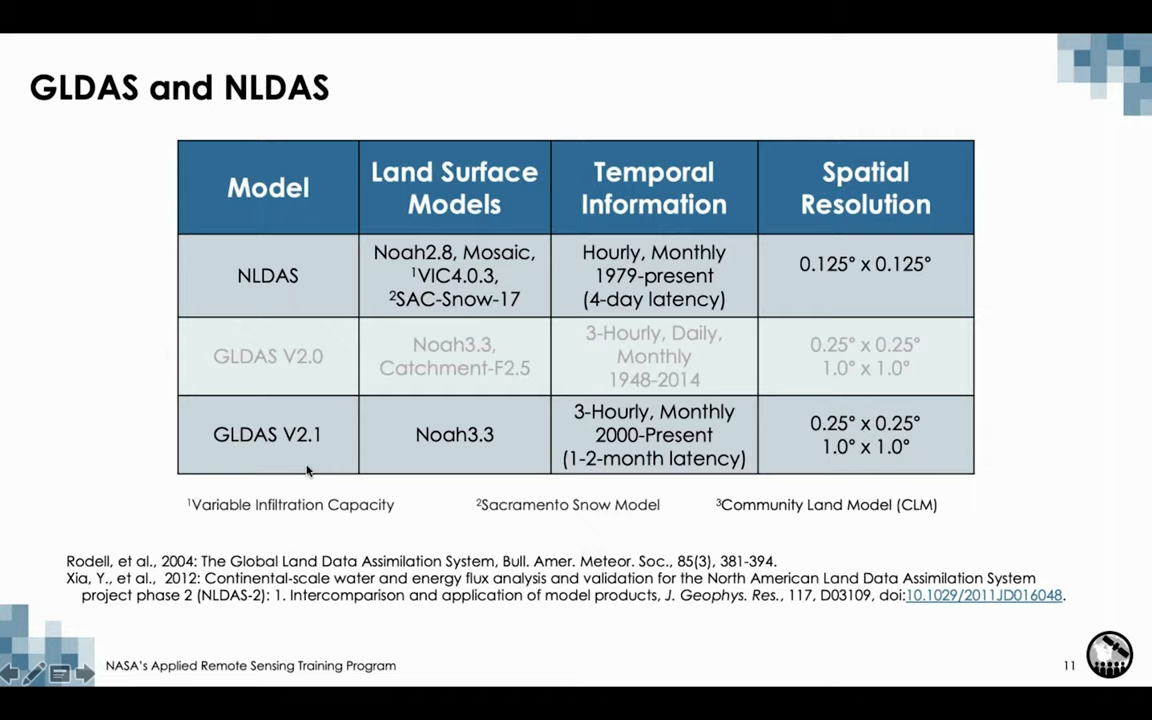 GLDAS and NLDAS
Model
Land Surface
Models
Temporal
Information
Spatial
Resolution
NLDAS
Noah2.8, Mosaic,
¹VIC4.0.3,
²SAC-Snow-17
Hourly, Monthly
1979-present
(4-day latency)
0.125° x 0.125°
GLDAS V2.0
Noah3.3,
Catchment-F2.5
3-Hourly, Daily,
Monthly
1948-2014
0.25° x 0.25°
1.0° x 1.0°
GLDAS V2.1
Noah3.3
3-Hourly, Monthly
2000-Present
(1-2-month latency)
0.25° x 0.25°
1.0° x 1.0°
¹Variable Infiltration Capacity
²Sacramento Snow Model
³Community Land Model (CLM)
Rodell, et al., 2004: The Global Land Data Assimilation System, Bull. Amer. Meteor. Soc., 85(3), 381-394.
Xia, Y., et al., 2012: Continental-scale water and energy flux analysis and validation for the North American Land Data Assimilation System
project phase 2 (NLDAS-2): 1. Intercomparison and application of model products, J. Geophys. Res., 117, D03109, doi:10.1029/2011JD016048.
NASA's Applied Remote Sensing Training Program
11